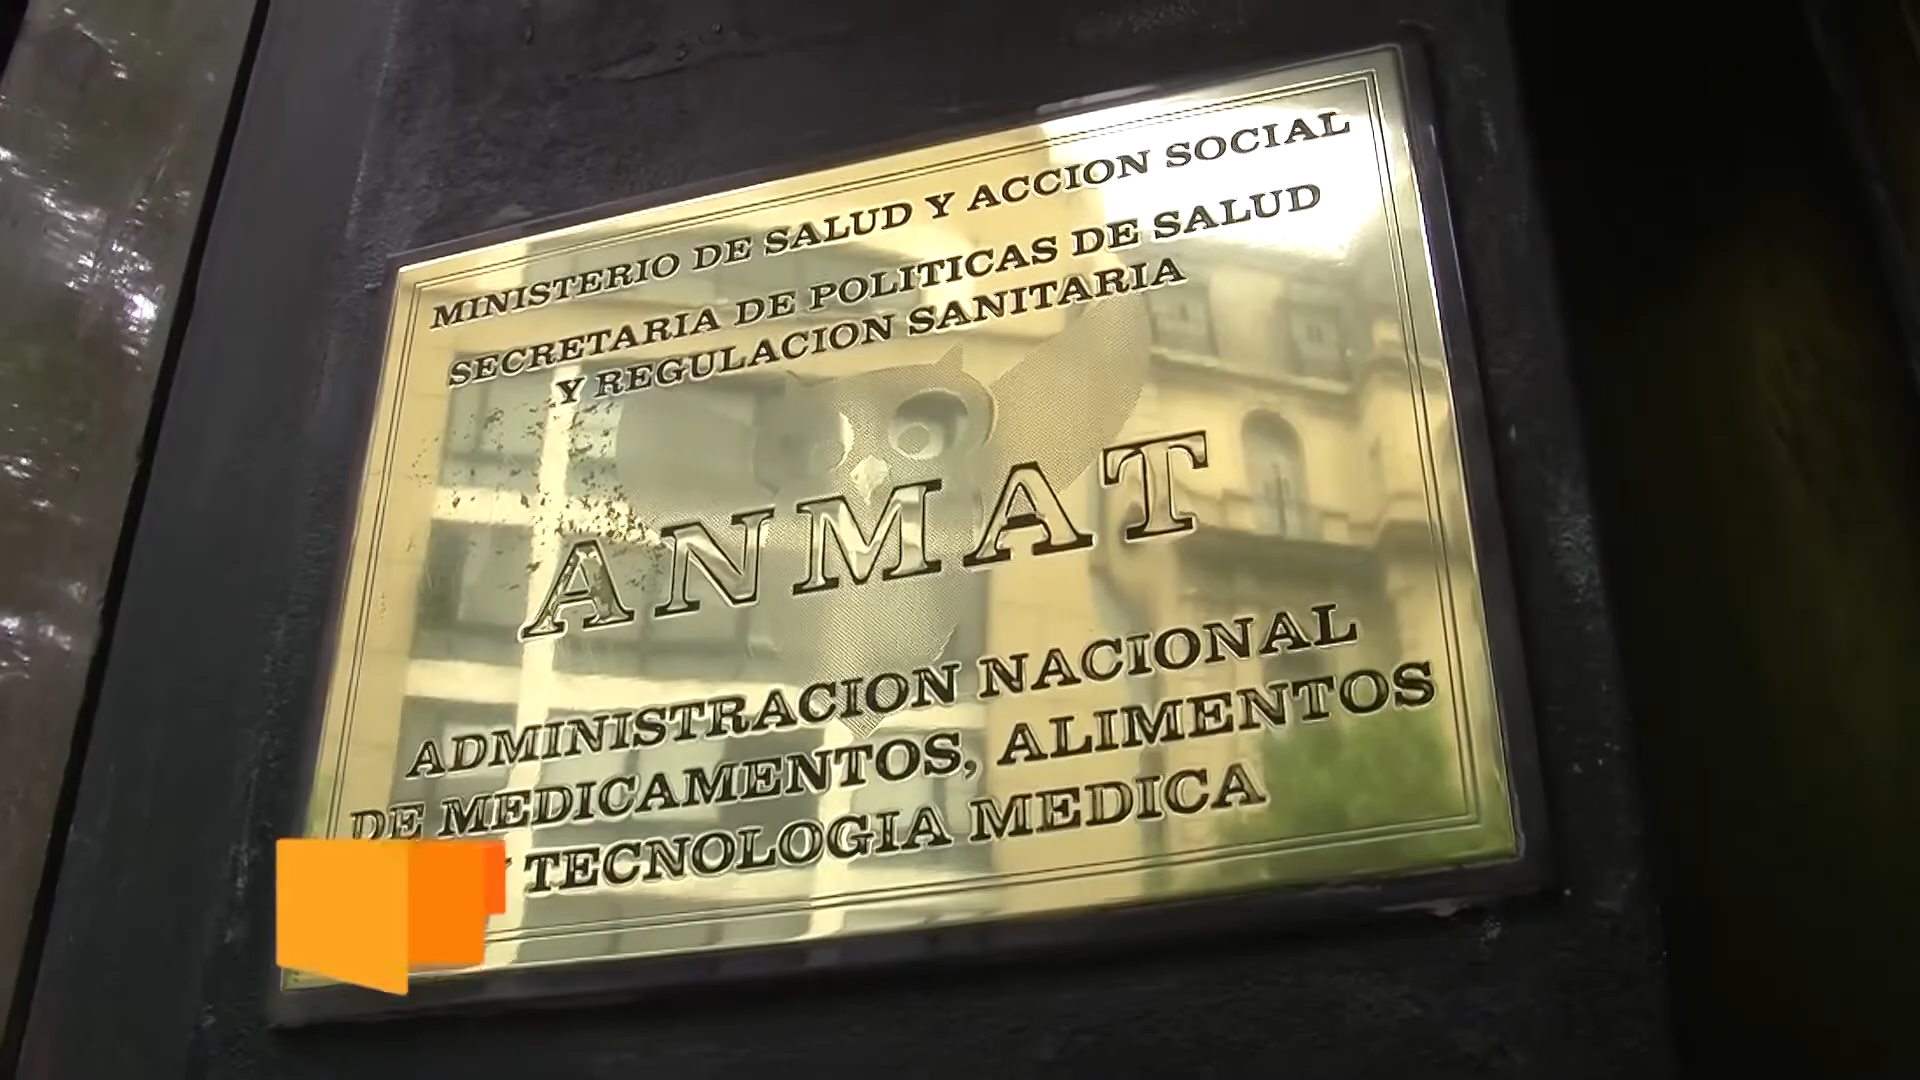 MINISTERIO DE SALUD Y ACCION SOCIAL
SECRETARIA DE POLITICAS DE SALUD
Y REGULACION SANITARIA
ANMAT
ADMINISTRACION NACIONAL
DE MEDICAMENTOS, ALIMENTOS
Y TECNOLOGIA MEDICA